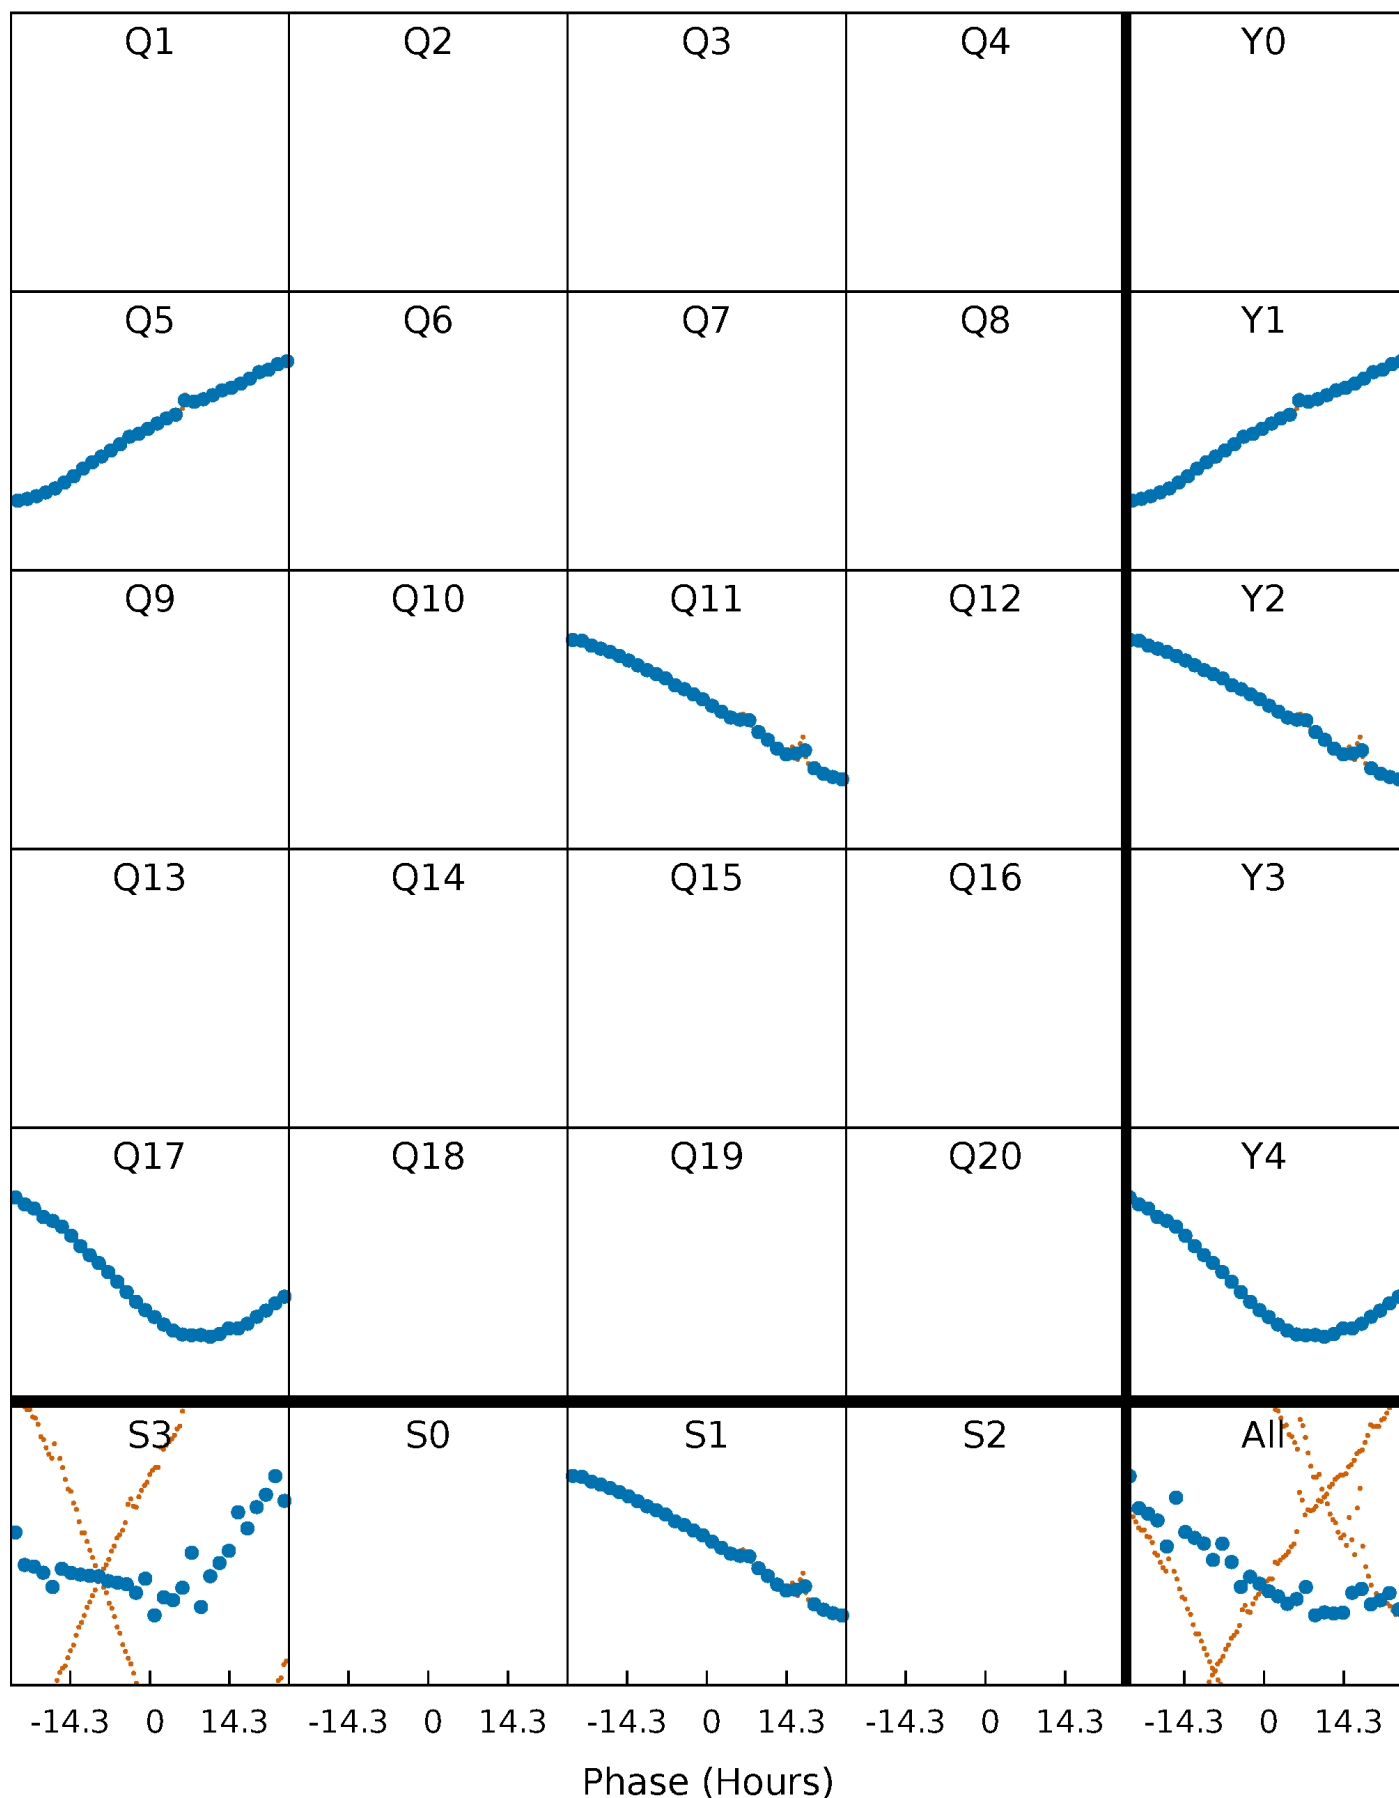 Q1 Q2 Q3 Q4 Y0
Q5 Q6 Q7 Q8 Y1
Q9 Q10 Q11 Q12 Y2
Q13 Q14 Q15 Q16 Y3
Q17 Q18 Q19 Q20 Y4
S3 S0 S1 S2 All
-14.3 0 14.3 -14.3 0 14.3 -14.3 0 14.3 -14.3 0 14.3 -14.3 0 14.3
Phase (Hours)